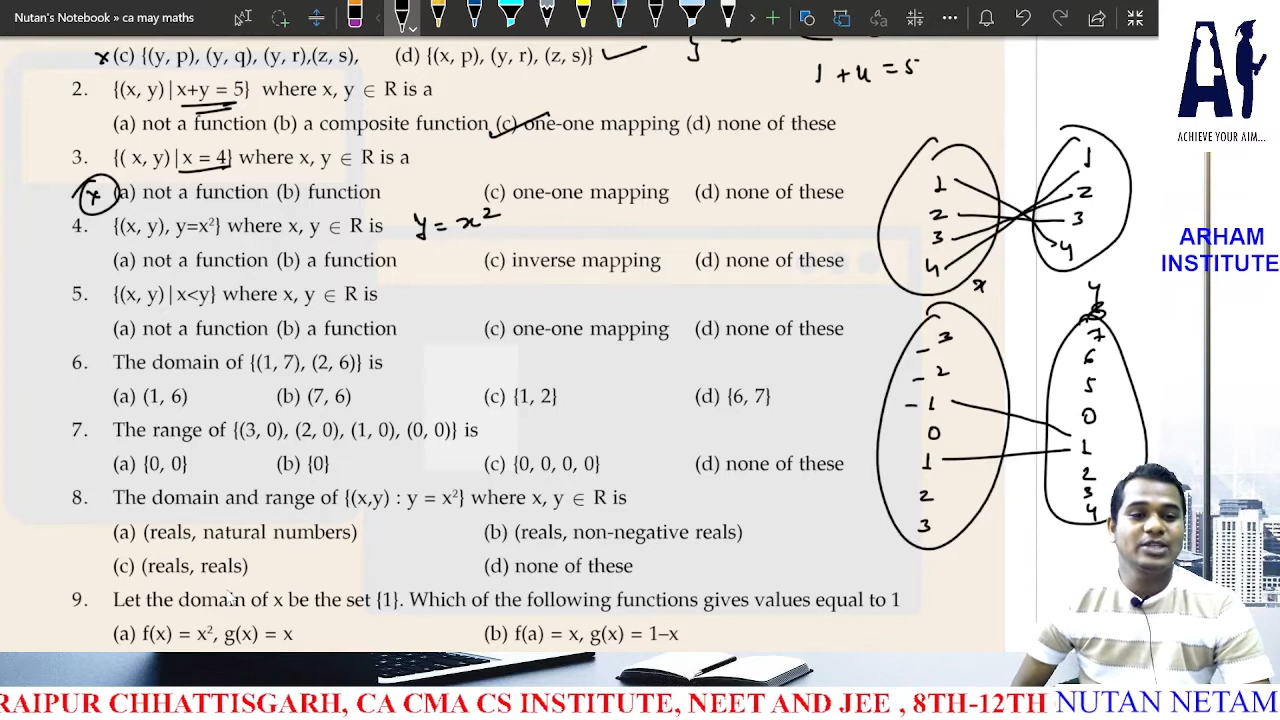 Nutan's Notebook » ca may maths
x(c) {(y, p), (y, q), (y, r),(z, s), (d) {(x, p), (y, r), (z, s)}
1 + 4 = 5
2. {(x, y)|x+y = 5} where x, y ∈ R is a
(a) not a function (b) a composite function (c) one-one mapping (d) none of these
3. {( x, y)|x = 4} where x, y ∈ R is a
x (a) not a function (b) function (c) one-one mapping (d) none of these
4. {(x, y), y=x²} where x, y ∈ R is y = x²
(a) not a function (b) a function (c) inverse mapping (d) none of these
5. {(x, y)|x<y} where x, y ∈ R is
(a) not a function (b) a function (c) one-one mapping (d) none of these
6. The domain of {(1, 7), (2, 6)} is
(a) (1, 6) (b) (7, 6) (c) {1, 2} (d) {6, 7}
7. The range of {(3, 0), (2, 0), (1, 0), (0, 0)} is
(a) {0, 0} (b) {0} (c) {0, 0, 0, 0} (d) none of these
8. The domain and range of {(x,y) : y = x²} where x, y ∈ R is
(a) (reals, natural numbers) (b) (reals, non-negative reals)
(c) (reals, reals) (d) none of these
9. Let the domain of x be the set {1}. Which of the following functions gives values equal to 1
(a) f(x) = x², g(x) = x (b) f(a) = x, g(x) = 1–x
1
2
3
4
x
1
2
3
4
y
-3
-2
-1
0
1
2
3
7
6
5
0
1
2
3
4
ACHIEVE YOUR AIM...
ARHAM
INSTITUTE
RAIPUR CHHATTISGARH, CA CMA CS INSTITUTE, NEET AND JEE , 8TH-12TH NUTAN NETAM